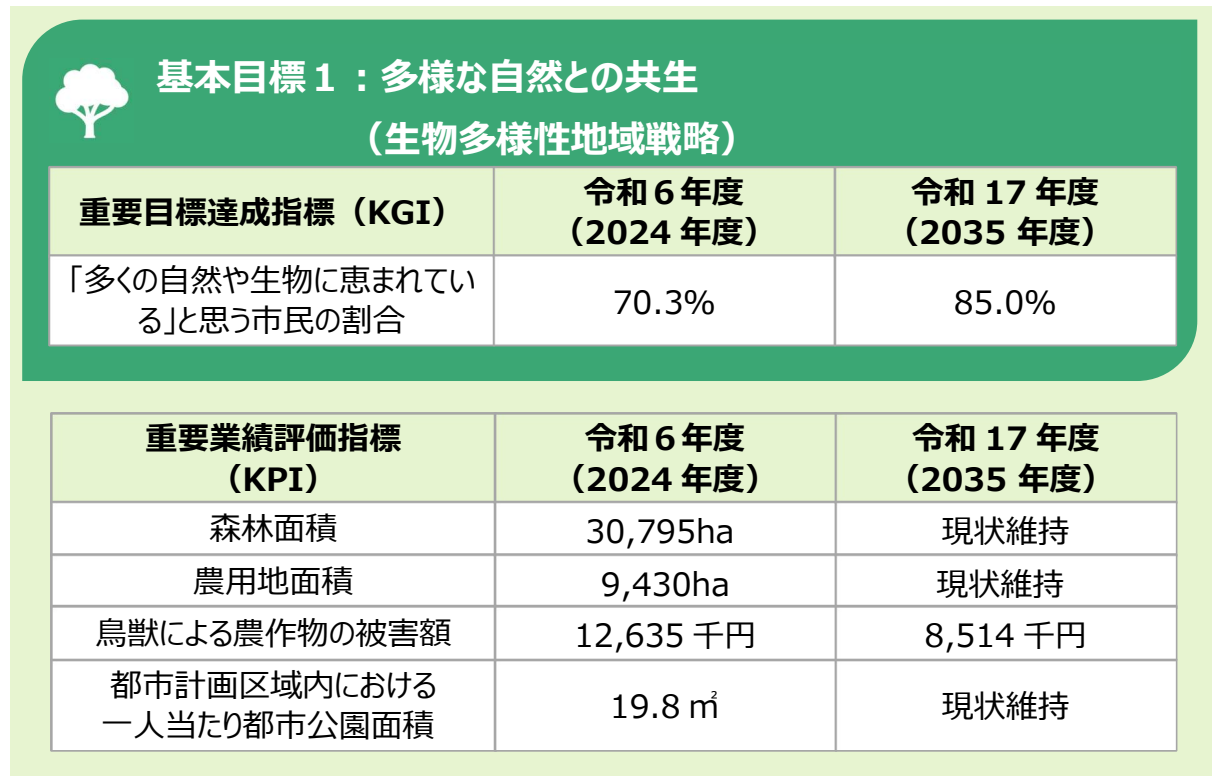 基本目標１：多様な自然との共生
（生物多様性地域戦略）
重要目標達成指標（KGI） 令和６年度（2024 年度） 令和 17 年度（2035 年度）
「多くの自然や生物に恵まれている」と思う市民の割合 70.3% 85.0%
重要業績評価指標（KPI） 令和６年度（2024 年度） 令和 17 年度（2035 年度）
森林面積 30,795ha 現状維持
農用地面積 9,430ha 現状維持
鳥獣による農作物の被害額 12,635 千円 8,514 千円
都市計画区域内における一人当たり都市公園面積 19.8 ㎡ 現状維持